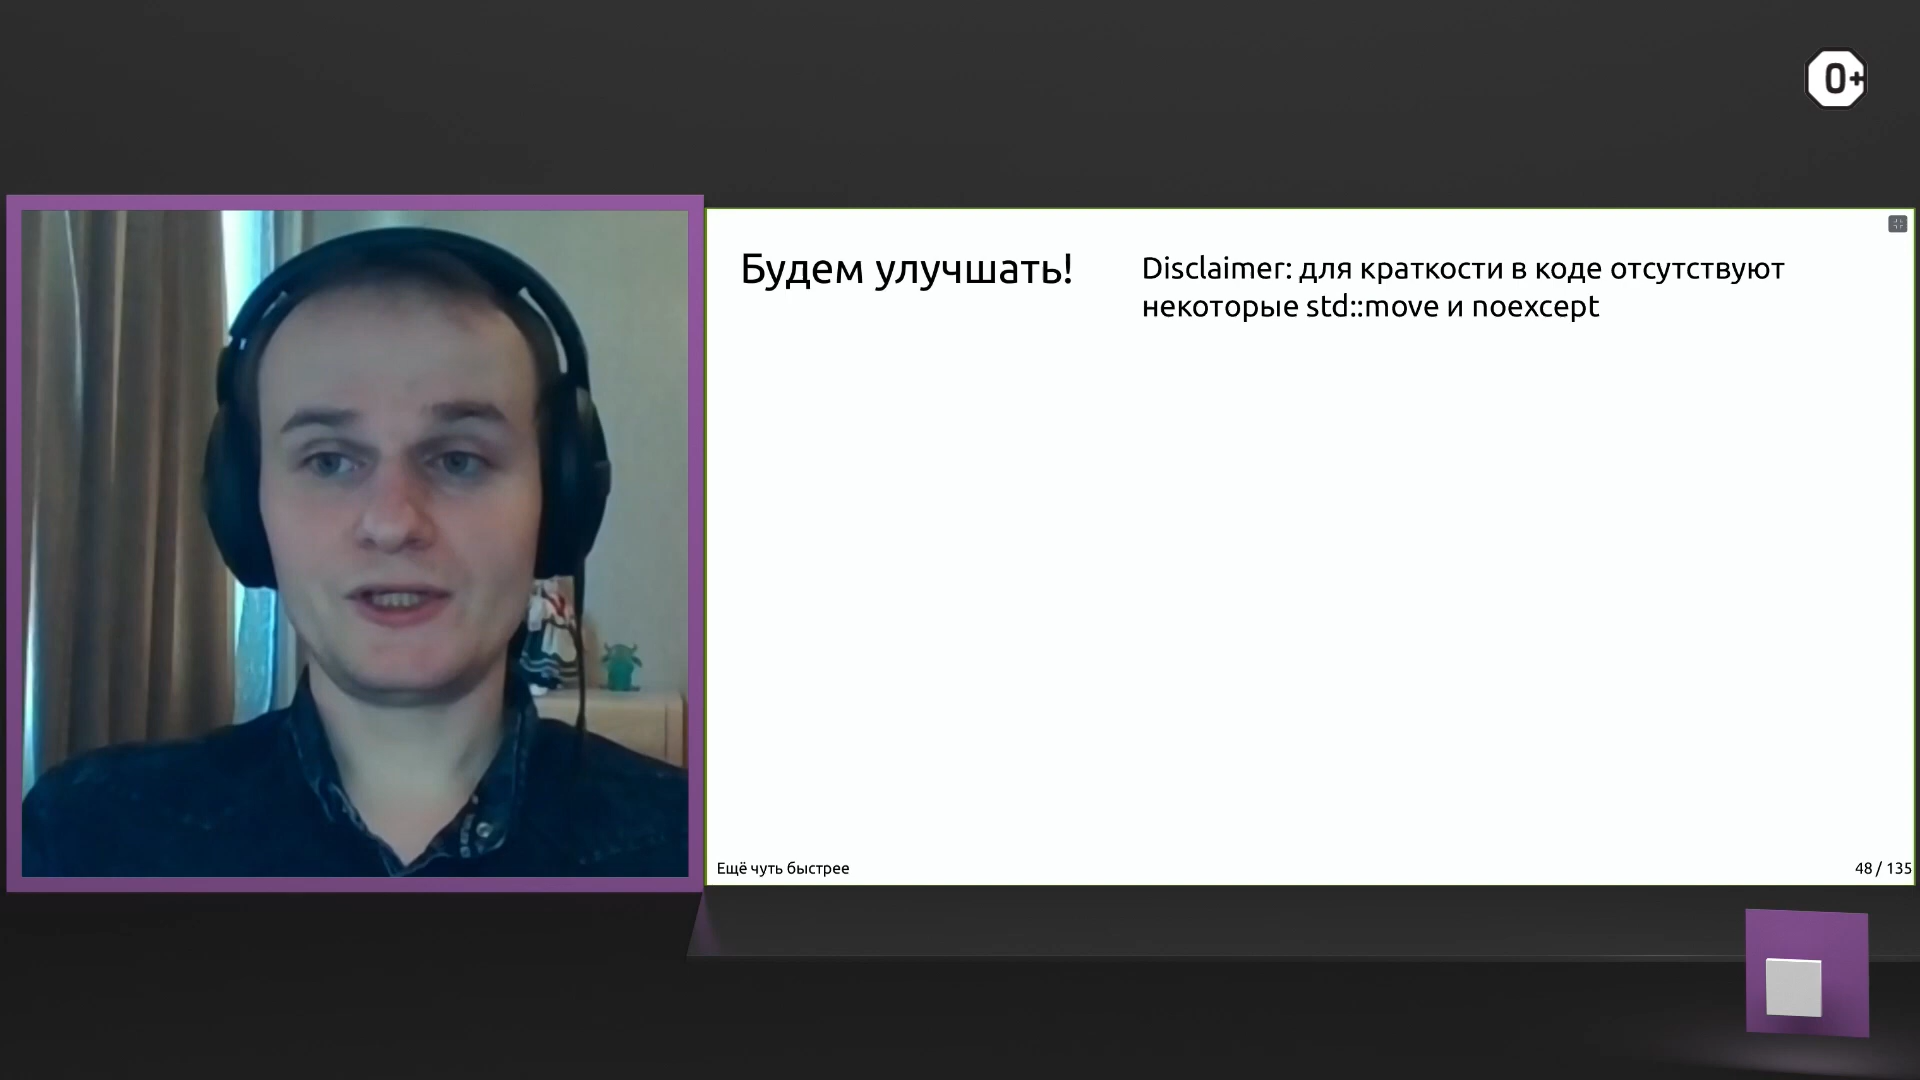 0+
Будем улучшать!
Disclaimer: для краткости в коде отсутствуют
некоторые std::move и noexcept
Ещё чуть быстрее
48 / 135